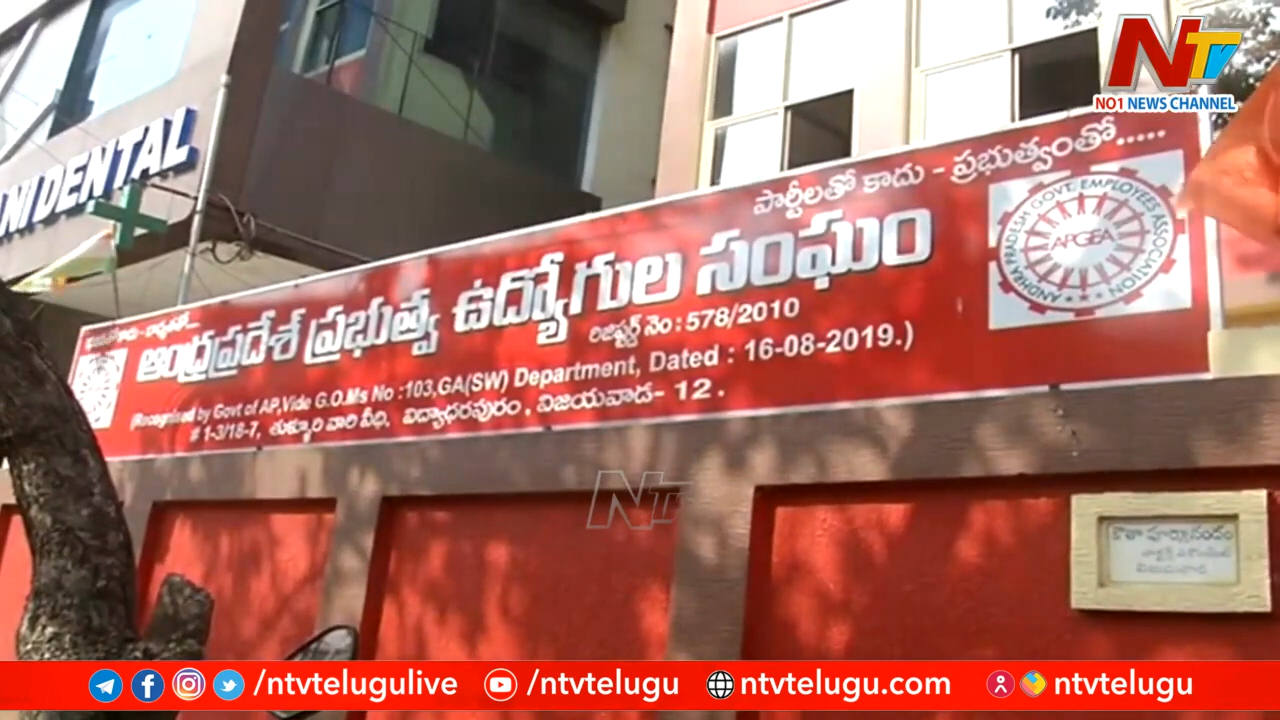 NTV
NO1 NEWS CHANNEL
DENTAL
పార్టీలతో కాదు - ప్రభుత్వంతో.....
ఆంధ్రప్రదేశ్ ప్రభుత్వ ఉద్యోగుల సంఘం
రిజిస్టర్ నెం : 578/2010
(Recognised by Govt of AP,Vide G.O.Ms No :103,GA(SW) Department, Dated : 16-08-2019.)
# 1-3/18-7, తుక్కూరి వారి వీధి, విద్యాధరపురం, విజయవాడ- 12.
ANDHRA PRADESH GOVT. EMPLOYEES ASSOCIATION
APGEA
NTV
/ntvtelugulive
/ntvtelugu
ntvtelugu.com
ntvtelugu